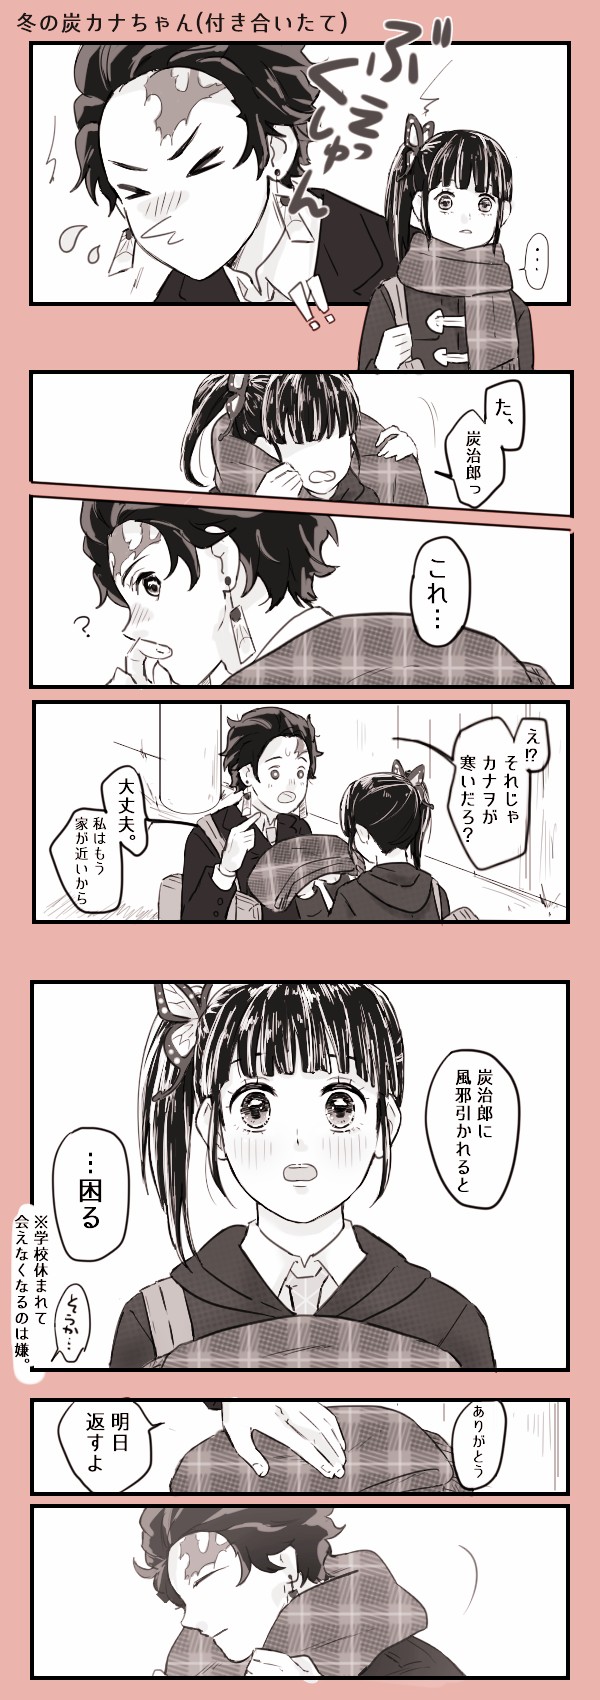 冬の炭カナちゃん(付き合いたて)
ぶえっ
くしゅん
!!
…
た、
炭治郎っ
これ…
?
え!?
それじゃ
カナヲが
寒いだろ?
大丈夫。
私はもう
家が近いから
炭治郎に
風邪引かれると
…困る
※学校休まれて
会えなくなるのは嫌。
そうか…
ありがとう
明日
返すよ